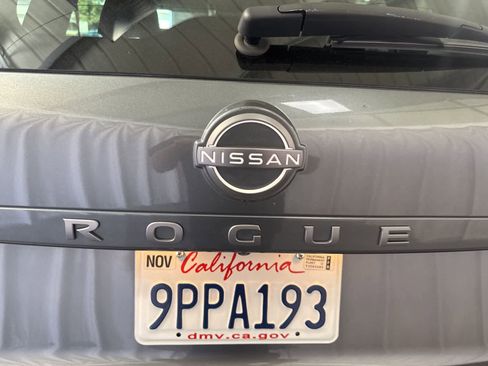 NISSAN
ROGUE
NOV
California
9PPA193
dmv.ca.gov